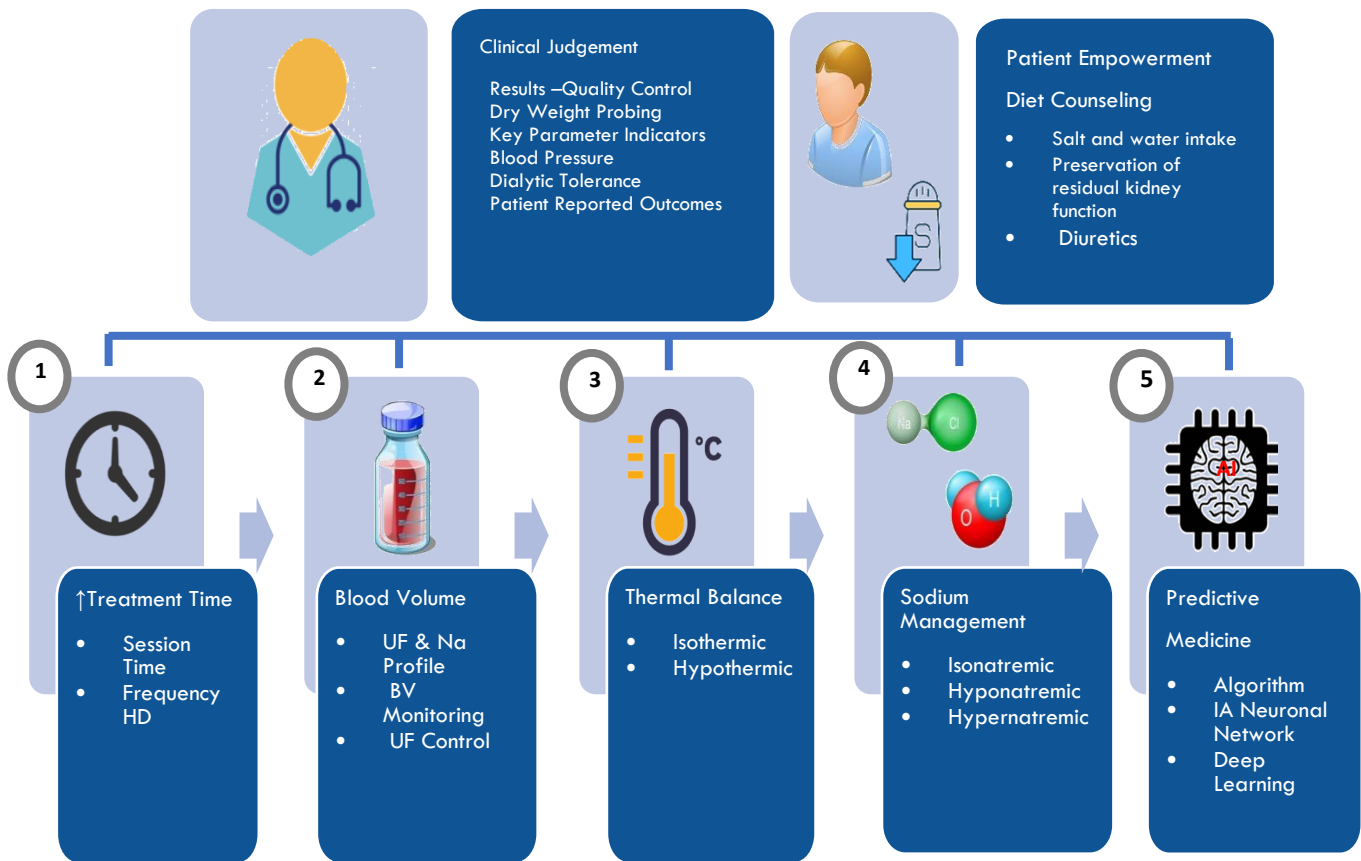 Clinical Judgement
Results –Quality Control
Dry Weight Probing
Key Parameter Indicators
Blood Pressure
Dialytic Tolerance
Patient Reported Outcomes
S
Patient Empowerment
Diet Counseling
• Salt and water intake
• Preservation of
residual kidney
function
• Diuretics
1
↑Treatment Time
• Session
Time
• Frequency
HD
2
Blood Volume
• UF & Na
Profile
• BV
Monitoring
• UF Control
3
°C
Thermal Balance
• Isothermic
• Hypothermic
4
Na Cl
H
O
Sodium
Management
• Isonatremic
• Hyponatremic
• Hypernatremic
5
AI
Predictive
Medicine
• Algorithm
• IA Neuronal
Network
• Deep
Learning